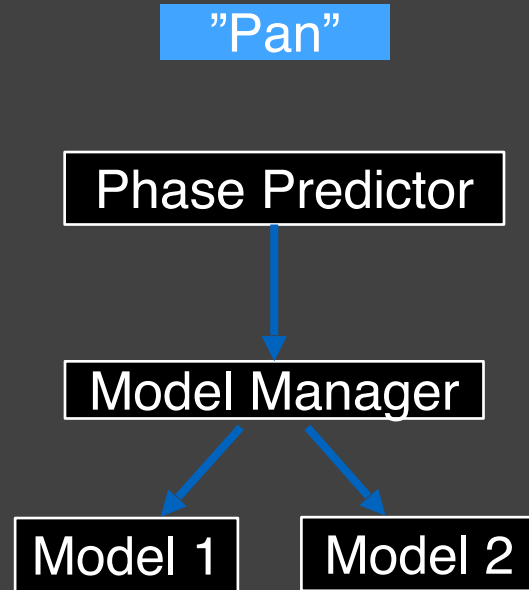 ”Pan”
Phase Predictor
Model Manager
Model 1
Model 2